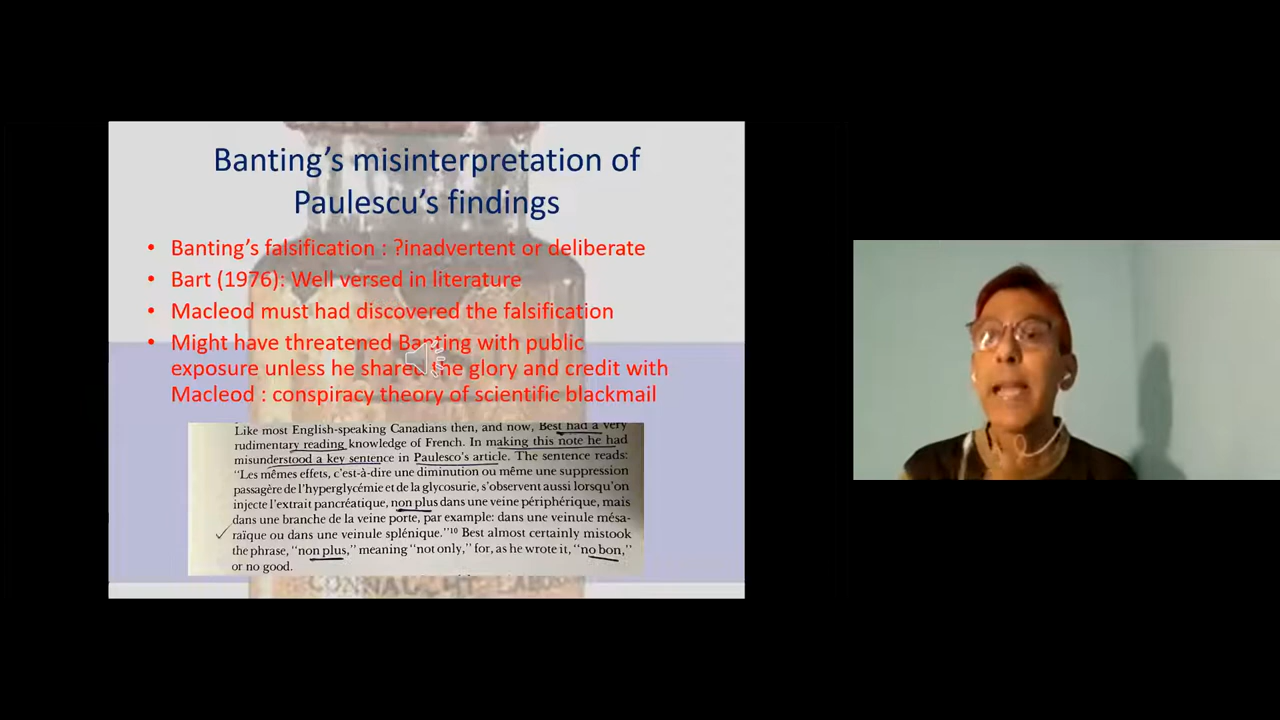 Banting's misinterpretation of
Paulescu's findings
• Banting's falsification : ?inadvertent or deliberate
• Bart (1976): Well versed in literature
• Macleod must had discovered the falsification
• Might have threatened Banting with public
exposure unless he shared the glory and credit with
Macleod : conspiracy theory of scientific blackmail
Like most English-speaking Canadians then, and now, Best had a very
rudimentary reading knowledge of French. In making this note he had
misunderstood a key sentence in Paulesco's article. The sentence reads:
"Les mêmes effets, c'est-à-dire une diminution ou même une suppression
passagère de l'hyperglycémie et de la glycosurie, s'observent aussi lorsqu'on
injecte l'extrait pancréatique, non plus dans une veine périphérique, mais
dans une branche de la veine porte, par example: dans une veinule mésa-
raïque ou dans une veinule splénique."10 Best almost certainly mistook
the phrase, "non plus," meaning "not only," for, as he wrote it, "no bon,"
or no good.
CONNAUGHT LABOR